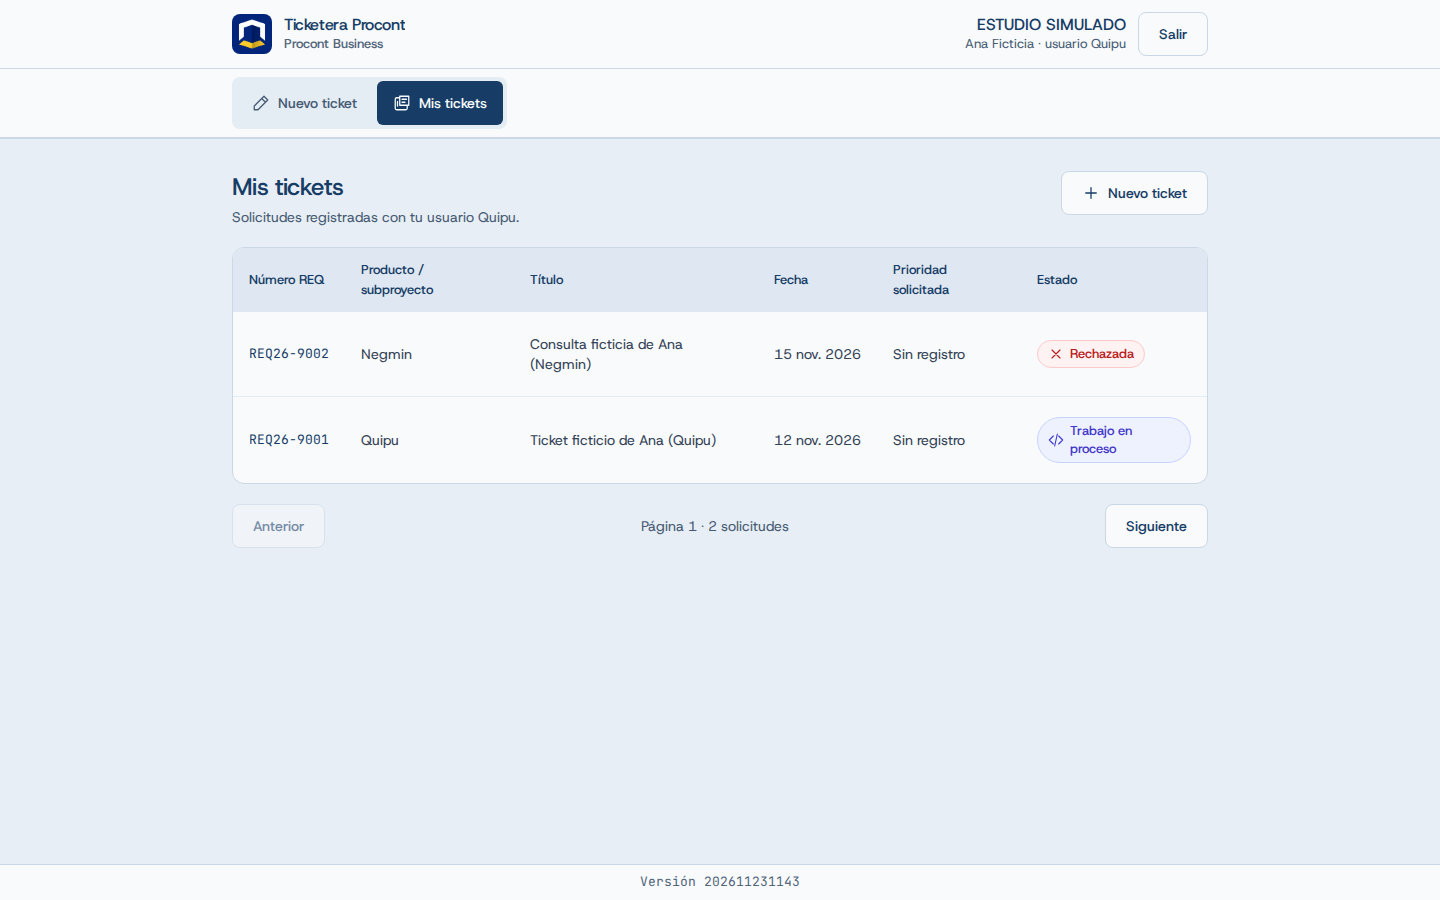 Ticketera Procont
Procont Business
ESTUDIO SIMULADO
Ana Ficticia · usuario Quipu
Salir
Nuevo ticket
Mis tickets
Mis tickets
Solicitudes registradas con tu usuario Quipu.
Nuevo ticket
Número REQ
Producto /
subproyecto
Título
Fecha
Prioridad
solicitada
Estado
REQ26-9002
Negmin
Consulta ficticia de Ana
(Negmin)
15 nov. 2026
Sin registro
Rechazada
REQ26-9001
Quipu
Ticket ficticio de Ana (Quipu)
12 nov. 2026
Sin registro
Trabajo en
proceso
Anterior
Página 1 · 2 solicitudes
Siguiente
Versión 202611231143